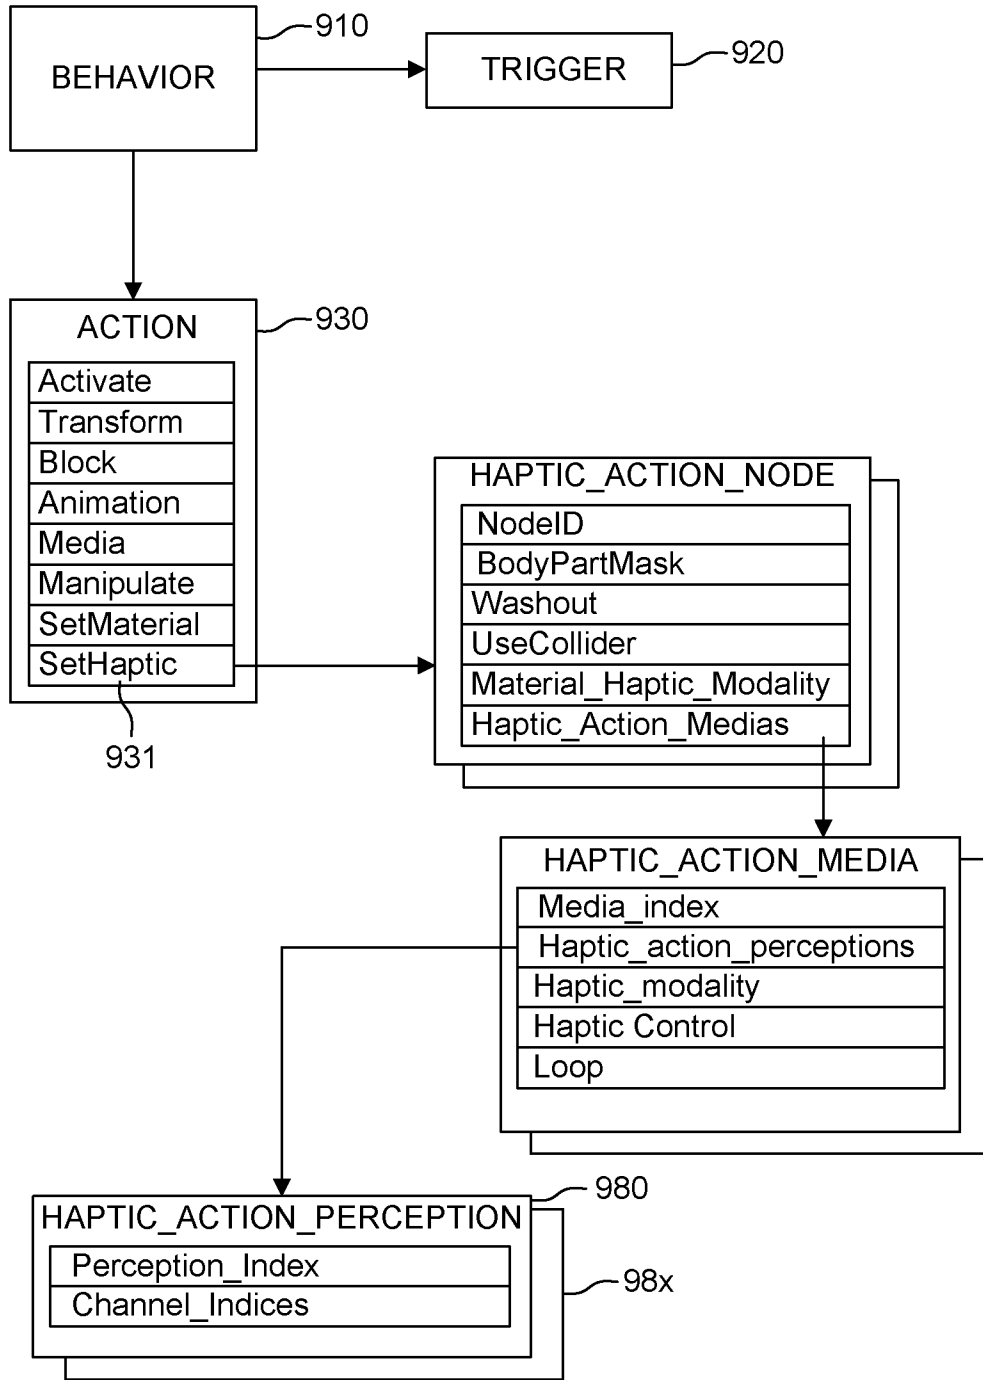 BEHAVIOR
910
TRIGGER
920
ACTION
930
Activate
Transform
Block
Animation
Media
Manipulate
SetMaterial
SetHaptic
931
HAPTIC_ACTION_NODE
NodeID
BodyPartMask
Washout
UseCollider
Material_Haptic_Modality
Haptic_Action_Medias
HAPTIC_ACTION_MEDIA
Media_index
Haptic_action_perceptions
Haptic_modality
Haptic Control
Loop
HAPTIC_ACTION_PERCEPTION
980
Perception_Index
Channel_Indices
98x